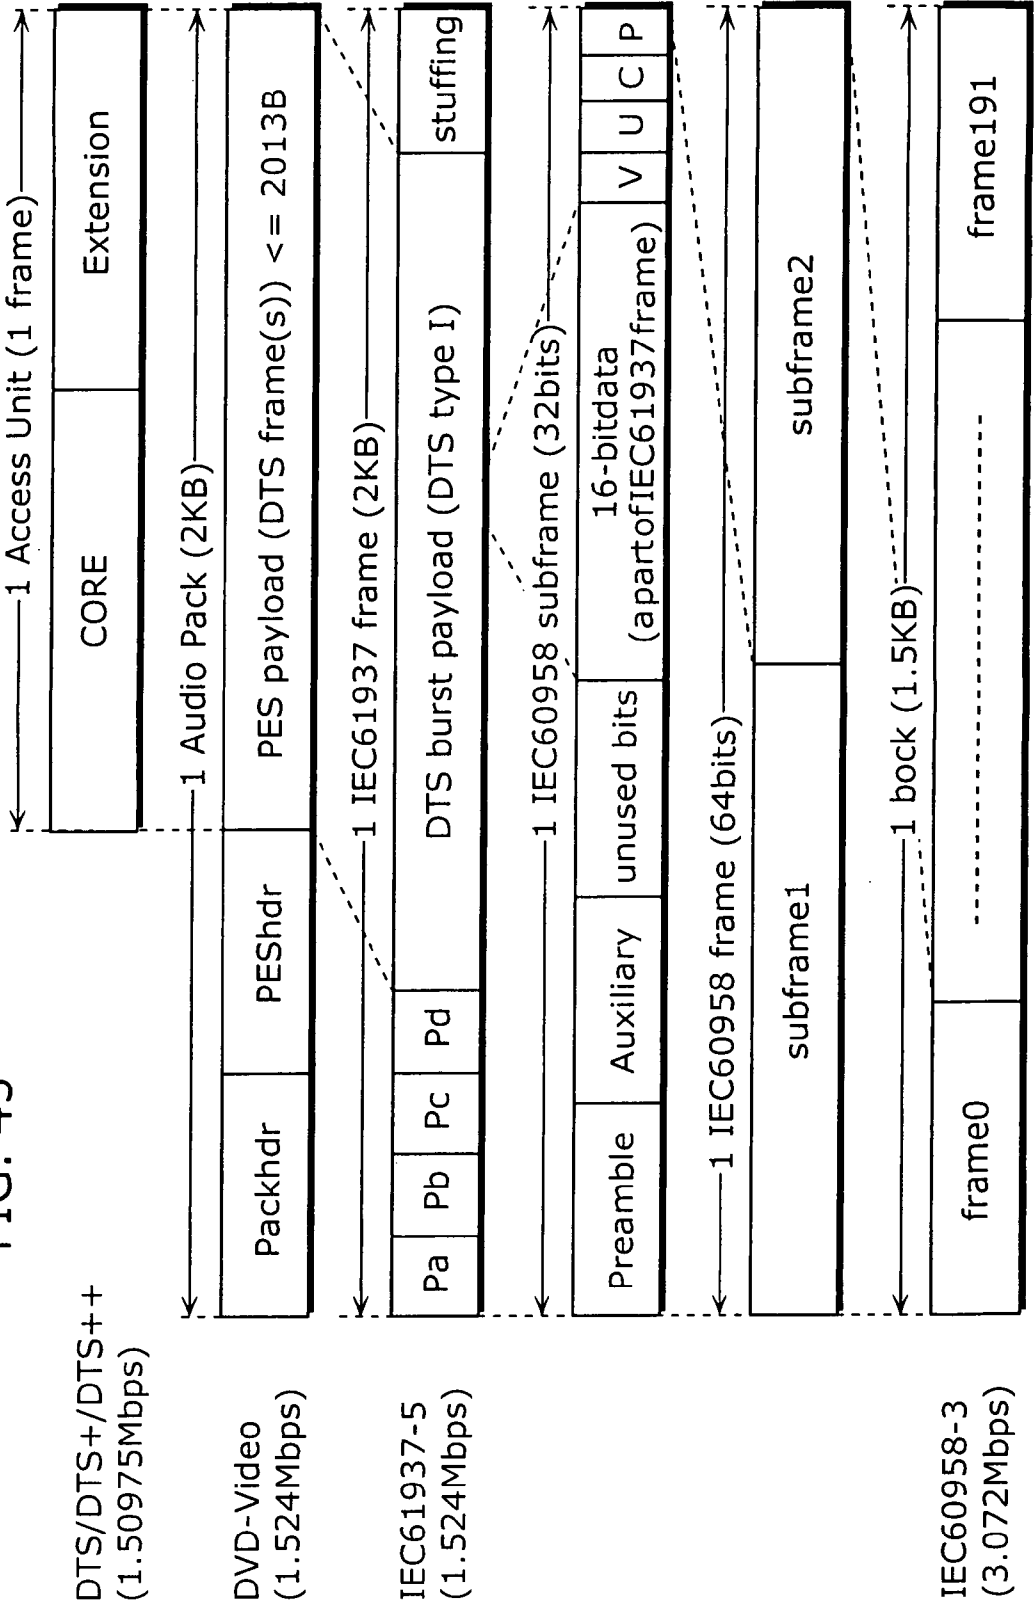 DTS/DTS+/DTS++
(1.50975Mbps)
1 Access Unit (1 frame)
CORE
Extension
DVD-Video
(1.524Mbps)
1 Audio Pack (2KB)
Packhdr
PEShdr
PES payload (DTS frame(s)) <= 2013B
IEC61937-5
(1.524Mbps)
1 IEC61937 frame (2KB)
Pa
Pb
Pc
Pd
DTS burst payload (DTS type I)
stuffing
1 IEC60958 subframe (32bits)
Preamble
Auxiliary
unused bits
16-bitdata
(apartofIEC61937frame)
V
U
C
P
1 IEC60958 frame (64bits)
subframe1
subframe2
IEC60958-3
(3.072Mbps)
1 bock (1.5KB)
frame0
frame191